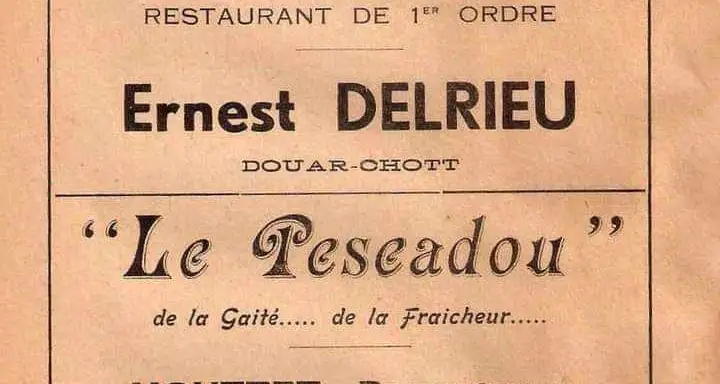 RESTAURANT DE 1ER ORDRE
Ernest DELRIEU
DOUAR-CHOTT
“Le Pescadou”
de la Gaité..... de la Fraicheur.....